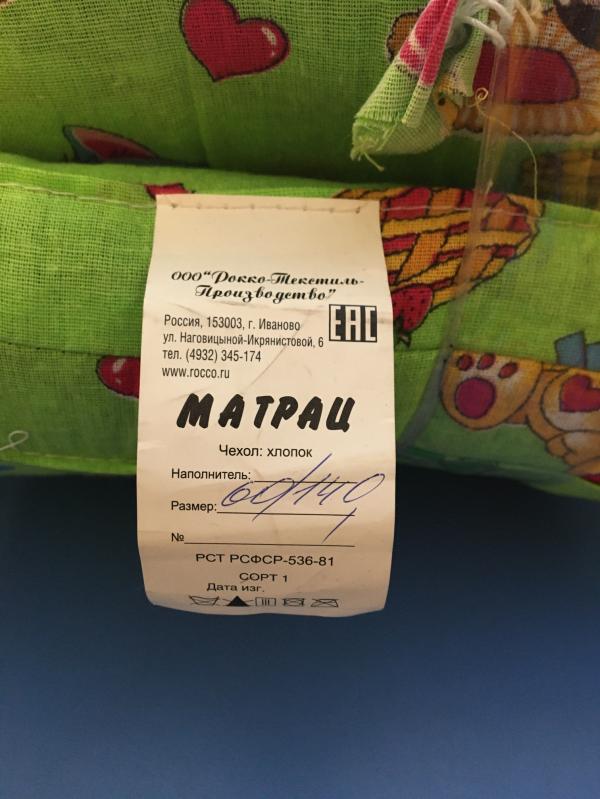 ООО "Рокко-Текстиль-
Производство"
EAC
Россия, 153003, г. Иваново
ул. Наговицыной-Икрянистовой, 6
тел. (4932) 345-174
www.rocco.ru
МАТРАЦ
Чехол: хлопок
Наполнитель:
Размер: 60/140
№
РСТ РСФСР-536-81
СОРТ 1
Дата изг.